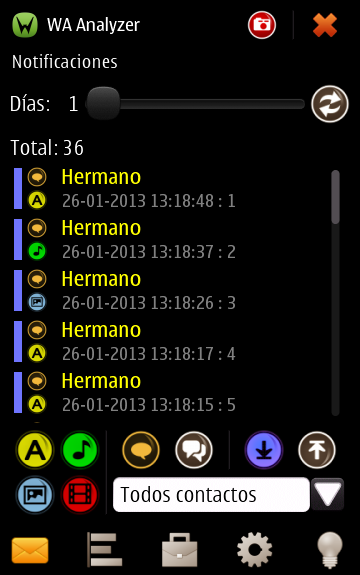 WA Analyzer
Notificaciones
Días: 1
Total: 36
Hermano
A 26-01-2013 13:18:48 : 1
Hermano
26-01-2013 13:18:37 : 2
Hermano
26-01-2013 13:18:26 : 3
Hermano
A 26-01-2013 13:18:17 : 4
Hermano
A 26-01-2013 13:18:15 : 5
A
Todos contactos